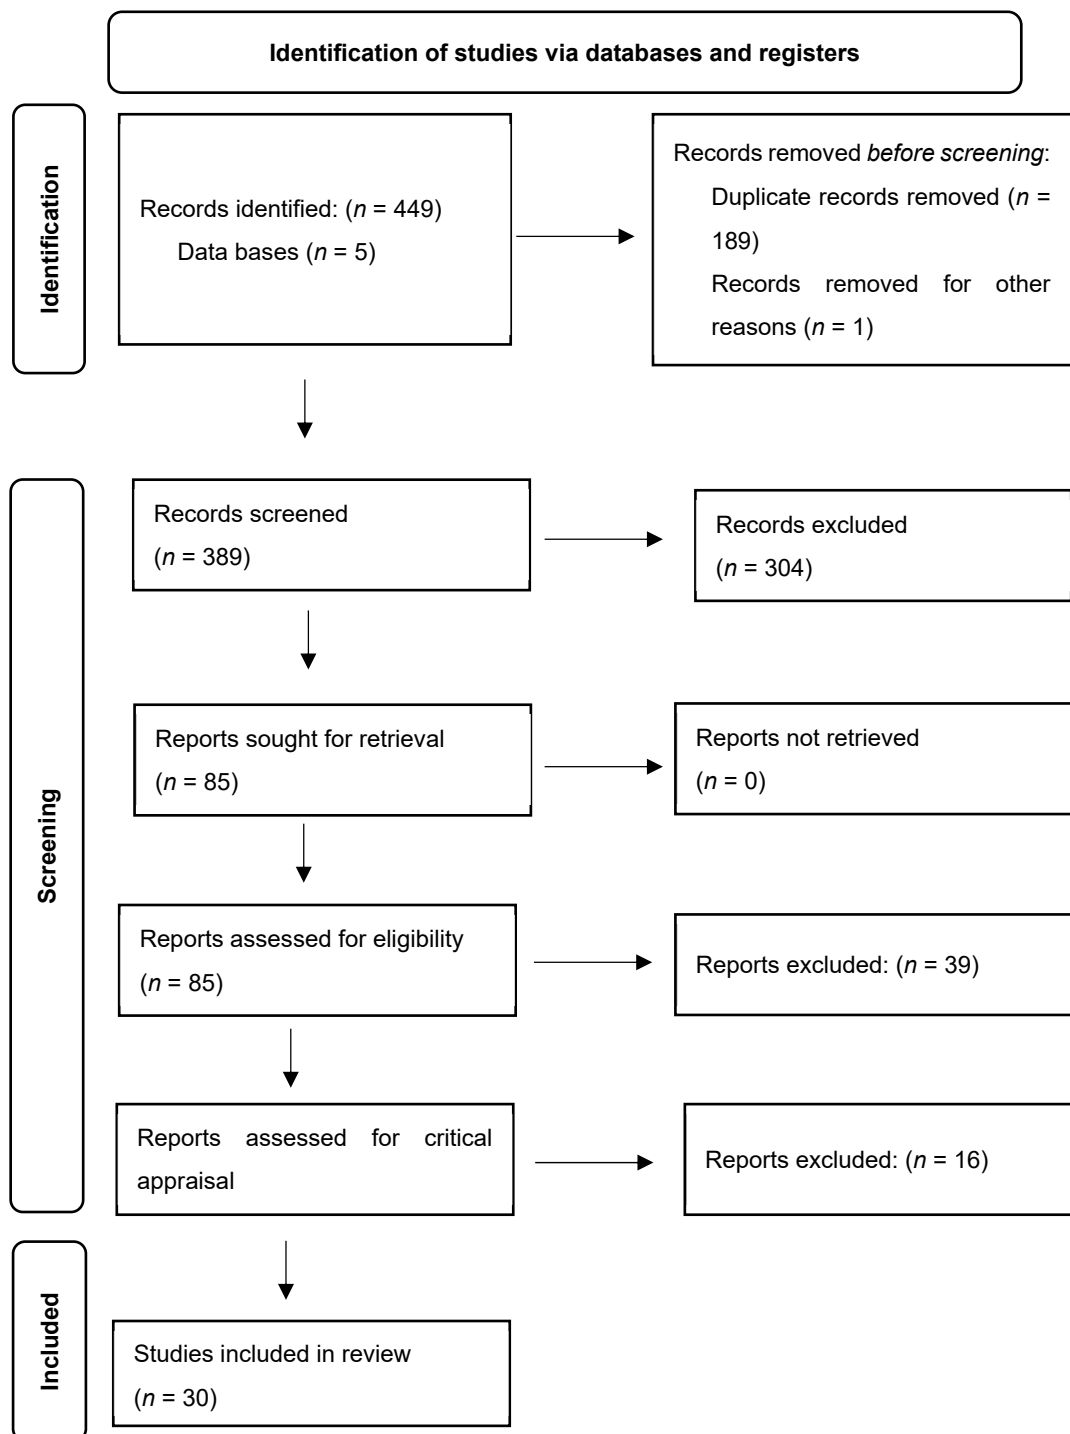 Identification of studies via databases and registers
Identification
Records identified: (n = 449)
Data bases (n = 5)
Records removed before screening:
Duplicate records removed (n =
189)
Records removed for other
reasons (n = 1)
Screening
Records screened
(n = 389)
Records excluded
(n = 304)
Reports sought for retrieval
(n = 85)
Reports not retrieved
(n = 0)
Reports assessed for eligibility
(n = 85)
Reports excluded: (n = 39)
Reports assessed for critical
appraisal
Reports excluded: (n = 16)
Included
Studies included in review
(n = 30)